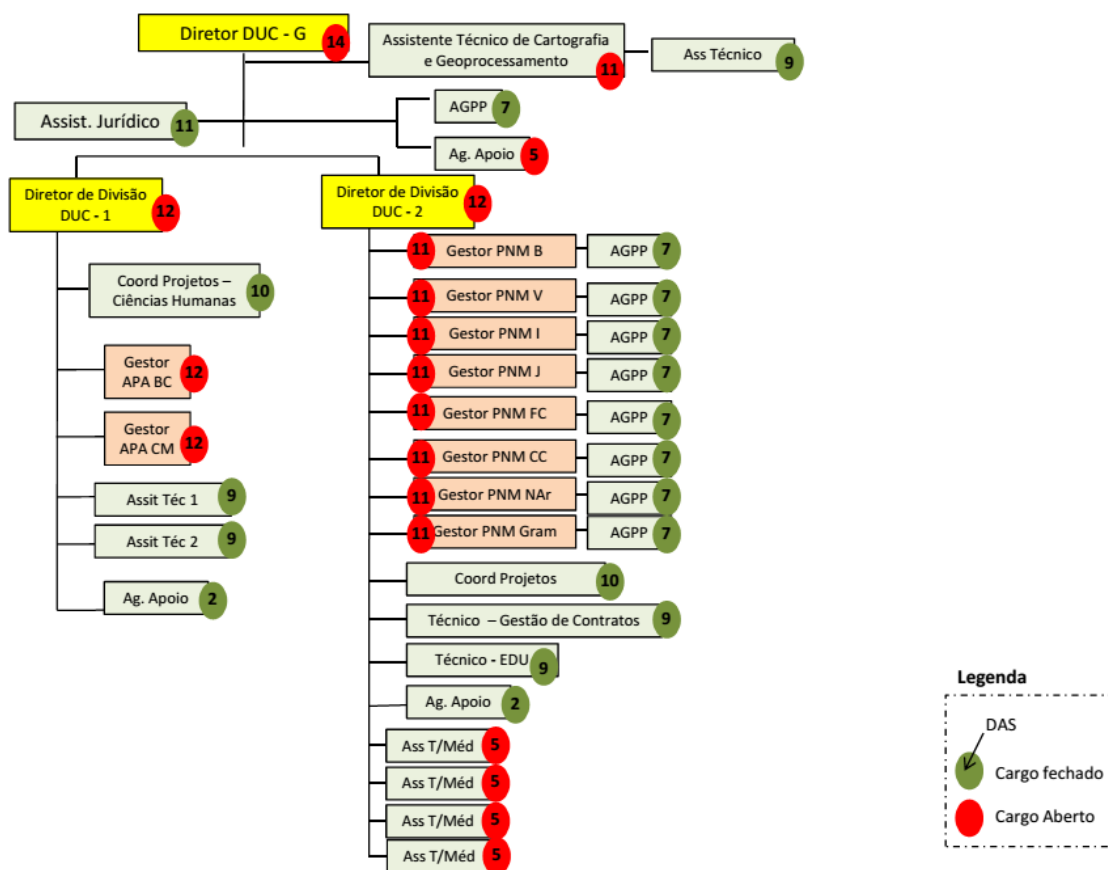 Diretor DUC - G
14
Assistente Técnico de Cartografia
e Geoprocessamento
11
Ass Técnico
9
Assist. Jurídico
11
AGPP
7
Ag. Apoio
5
Diretor de Divisão
DUC - 1
12
Diretor de Divisão
DUC - 2
12
Coord Projetos –
Ciências Humanas
10
Gestor
APA BC
12
Gestor
APA CM
12
Assit Téc 1
9
Assit Téc 2
9
Ag. Apoio
2
11
Gestor PNM B
AGPP
7
11
Gestor PNM V
AGPP
7
11
Gestor PNM I
AGPP
7
11
Gestor PNM J
AGPP
7
11
Gestor PNM FC
AGPP
7
11
Gestor PNM CC
AGPP
7
11
Gestor PNM NAr
AGPP
7
11
Gestor PNM Gram
AGPP
7
Coord Projetos
10
Técnico – Gestão de Contratos
9
Técnico - EDU
9
Ag. Apoio
2
Ass T/Méd
5
Ass T/Méd
5
Ass T/Méd
5
Ass T/Méd
5
Legenda
DAS
Cargo fechado
Cargo Aberto